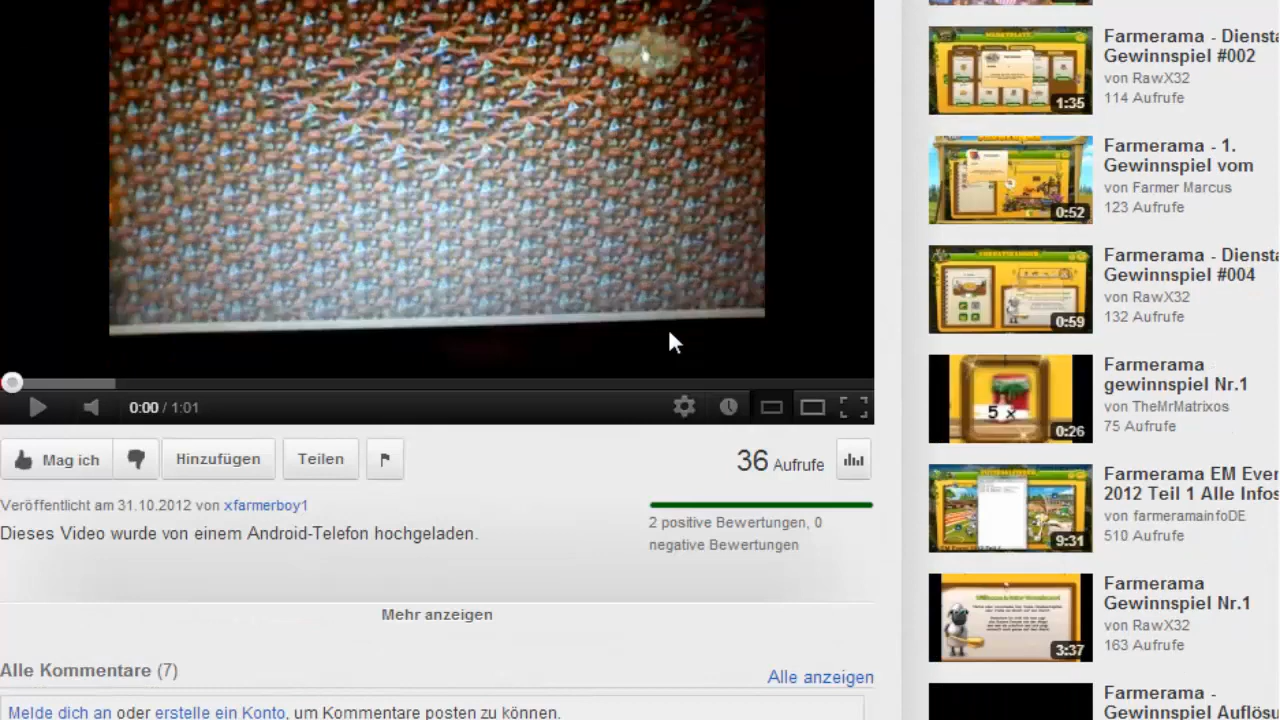 0:00 / 1:01
Mag ich
Hinzufügen
Teilen
36 Aufrufe
Veröffentlicht am 31.10.2012 von xfarmerboy1
Dieses Video wurde von einem Android-Telefon hochgeladen.
2 positive Bewertungen, 0
negative Bewertungen
Mehr anzeigen
Alle Kommentare (7)
Alle anzeigen
Melde dich an oder erstelle ein Konto, um Kommentare posten zu können.
Farmerama - Diensta
Gewinnspiel #002
von RawX32
114 Aufrufe
1:35
Farmerama - 1.
Gewinnspiel vom
von Farmer Marcus
123 Aufrufe
0:52
Farmerama - Diensta
Gewinnspiel #004
von RawX32
132 Aufrufe
0:59
Farmerama
gewinnspiel Nr.1
von TheMrMatrixos
75 Aufrufe
5 x
0:26
Farmerama EM Even
2012 Teil 1 Alle Infos
von farmeramainfoDE
510 Aufrufe
9:31
Farmerama
Gewinnspiel Nr.1
von RawX32
163 Aufrufe
3:37
Farmerama -
Gewinnspiel Auflösu